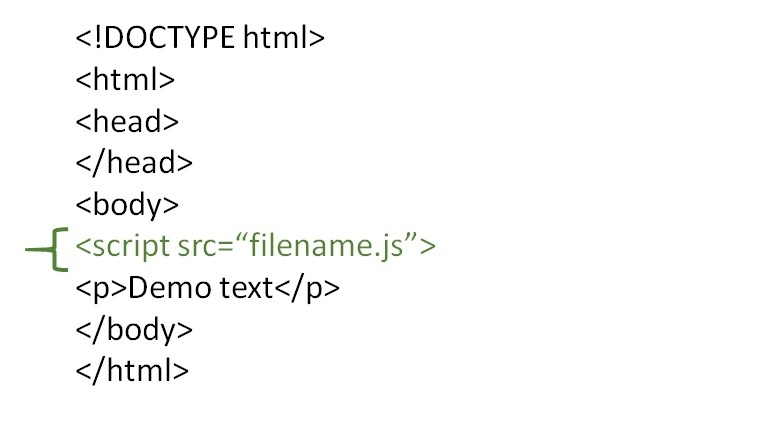 <!DOCTYPE html>
<html>
<head>
</head>
<body>
<script src=“filename.js”>
<p>Demo text</p>
</body>
</html>